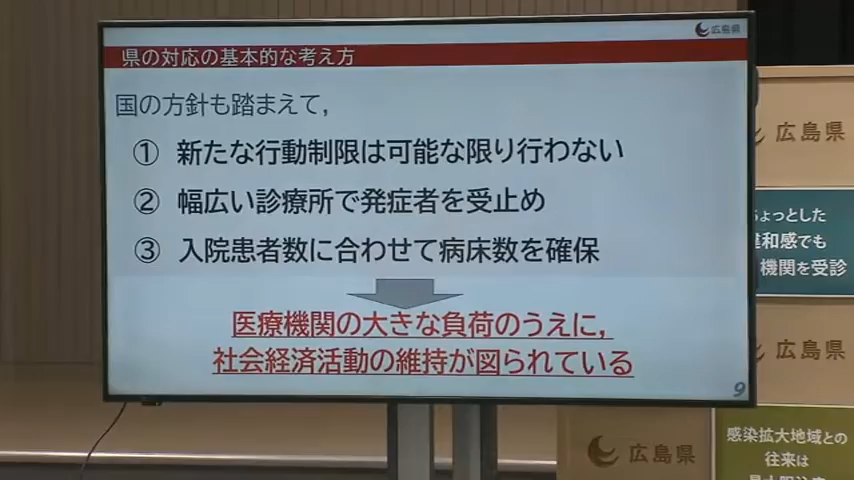 広島県
県の対応の基本的な考え方
国の方針も踏まえて，
① 新たな行動制限は可能な限り行わない
② 幅広い診療所で発症者を受止め
③ 入院患者数に合わせて病床数を確保
医療機関の大きな負荷のうえに，
社会経済活動の維持が図られている
9
広島県
ちょっとした
違和感でも
機関を受診
広島県
広島県
感染拡大地域との
往来は